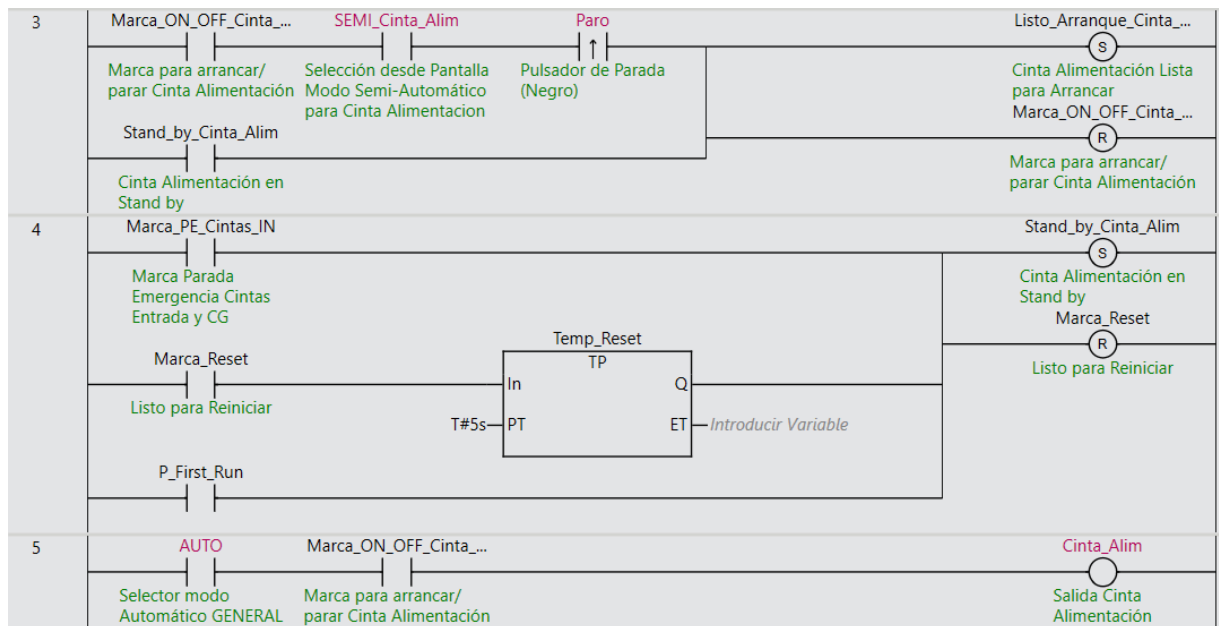 3
Marca_ON_OFF_Cinta_...
SEMI_Cinta_Alim
Paro
Listo_Arranque_Cinta_...
S
Marca para arrancar/
parar Cinta Alimentación
Selección desde Pantalla
Modo Semi-Automático
para Cinta Alimentacion
Pulsador de Parada
(Negro)
Cinta Alimentación Lista
para Arrancar
Marca_ON_OFF_Cinta_...
R
Marca para arrancar/
parar Cinta Alimentación
Stand_by_Cinta_Alim
Cinta Alimentación en
Stand by
4
Marca_PE_Cintas_IN
Stand_by_Cinta_Alim
S
Marca Parada
Emergencia Cintas
Entrada y CG
Cinta Alimentación en
Stand by
Marca_Reset
R
Listo para Reiniciar
Marca_Reset
Listo para Reiniciar
Temp_Reset
TP
In Q
T#5s PT ET Introducir Variable
P_First_Run
5
AUTO
Marca_ON_OFF_Cinta_...
Cinta_Alim
Selector modo
Automático GENERAL
Marca para arrancar/
parar Cinta Alimentación
Salida Cinta
Alimentación